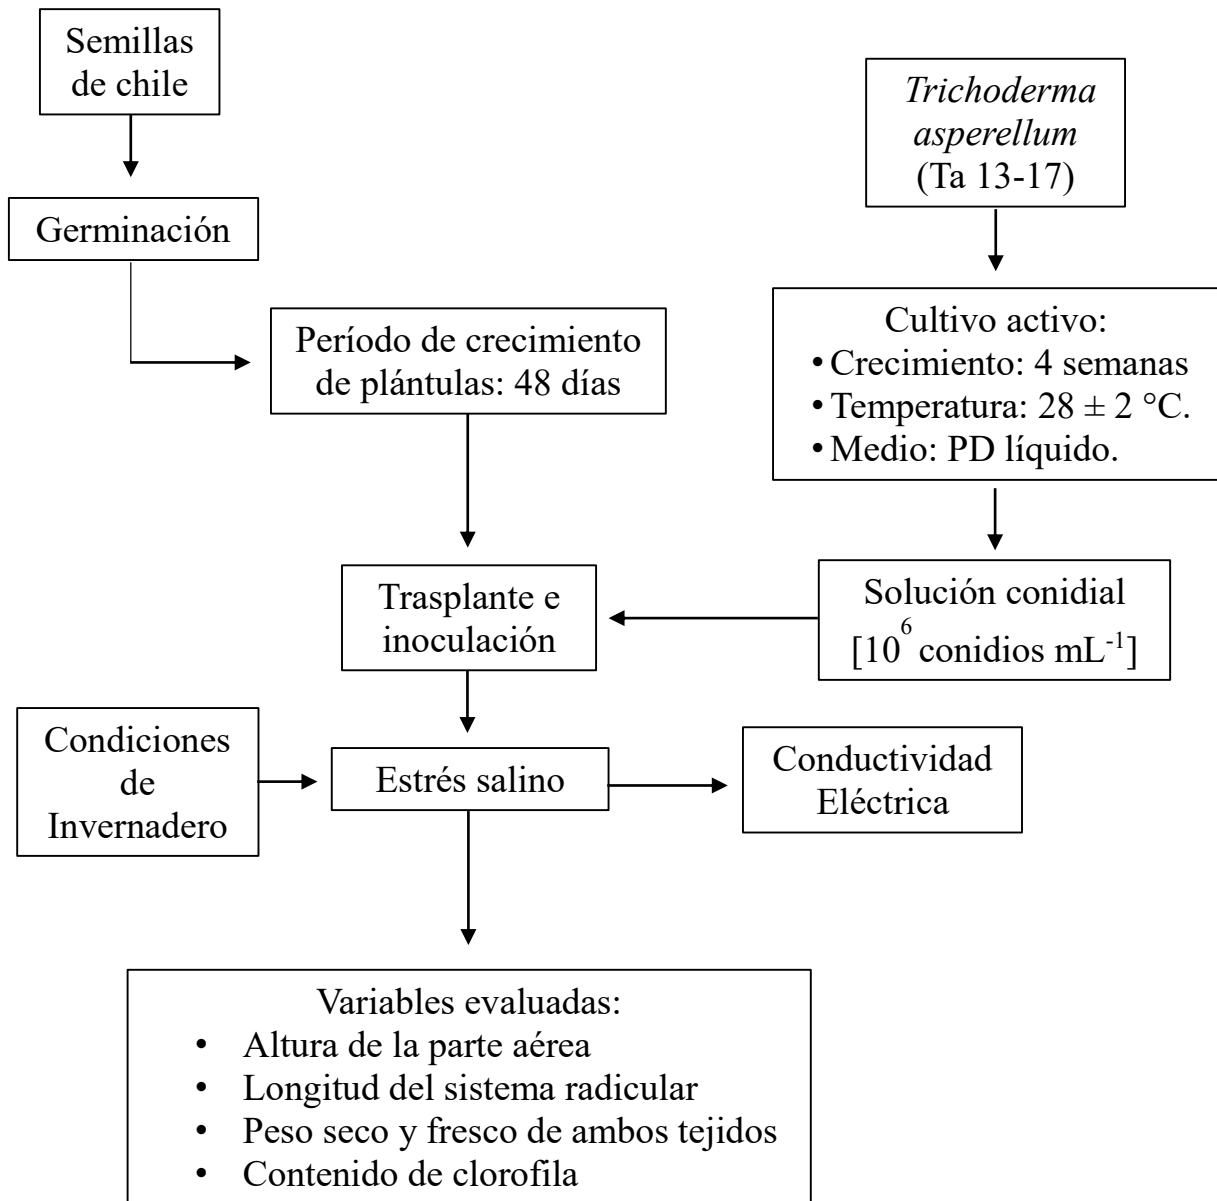 Semillas
de chile
Germinación
Período de crecimiento
de plántulas: 48 días
Trichoderma
asperellum
(Ta 13-17)
Cultivo activo:
• Crecimiento: 4 semanas
• Temperatura: 28 ± 2 °C.
• Medio: PD líquido.
Solución conidial
[10⁶ conidios mL⁻¹]
Trasplante e
inoculación
Condiciones
de
Invernadero
Estrés salino
Conductividad
Eléctrica
Variables evaluadas:
• Altura de la parte aérea
• Longitud del sistema radicular
• Peso seco y fresco de ambos tejidos
• Contenido de clorofila